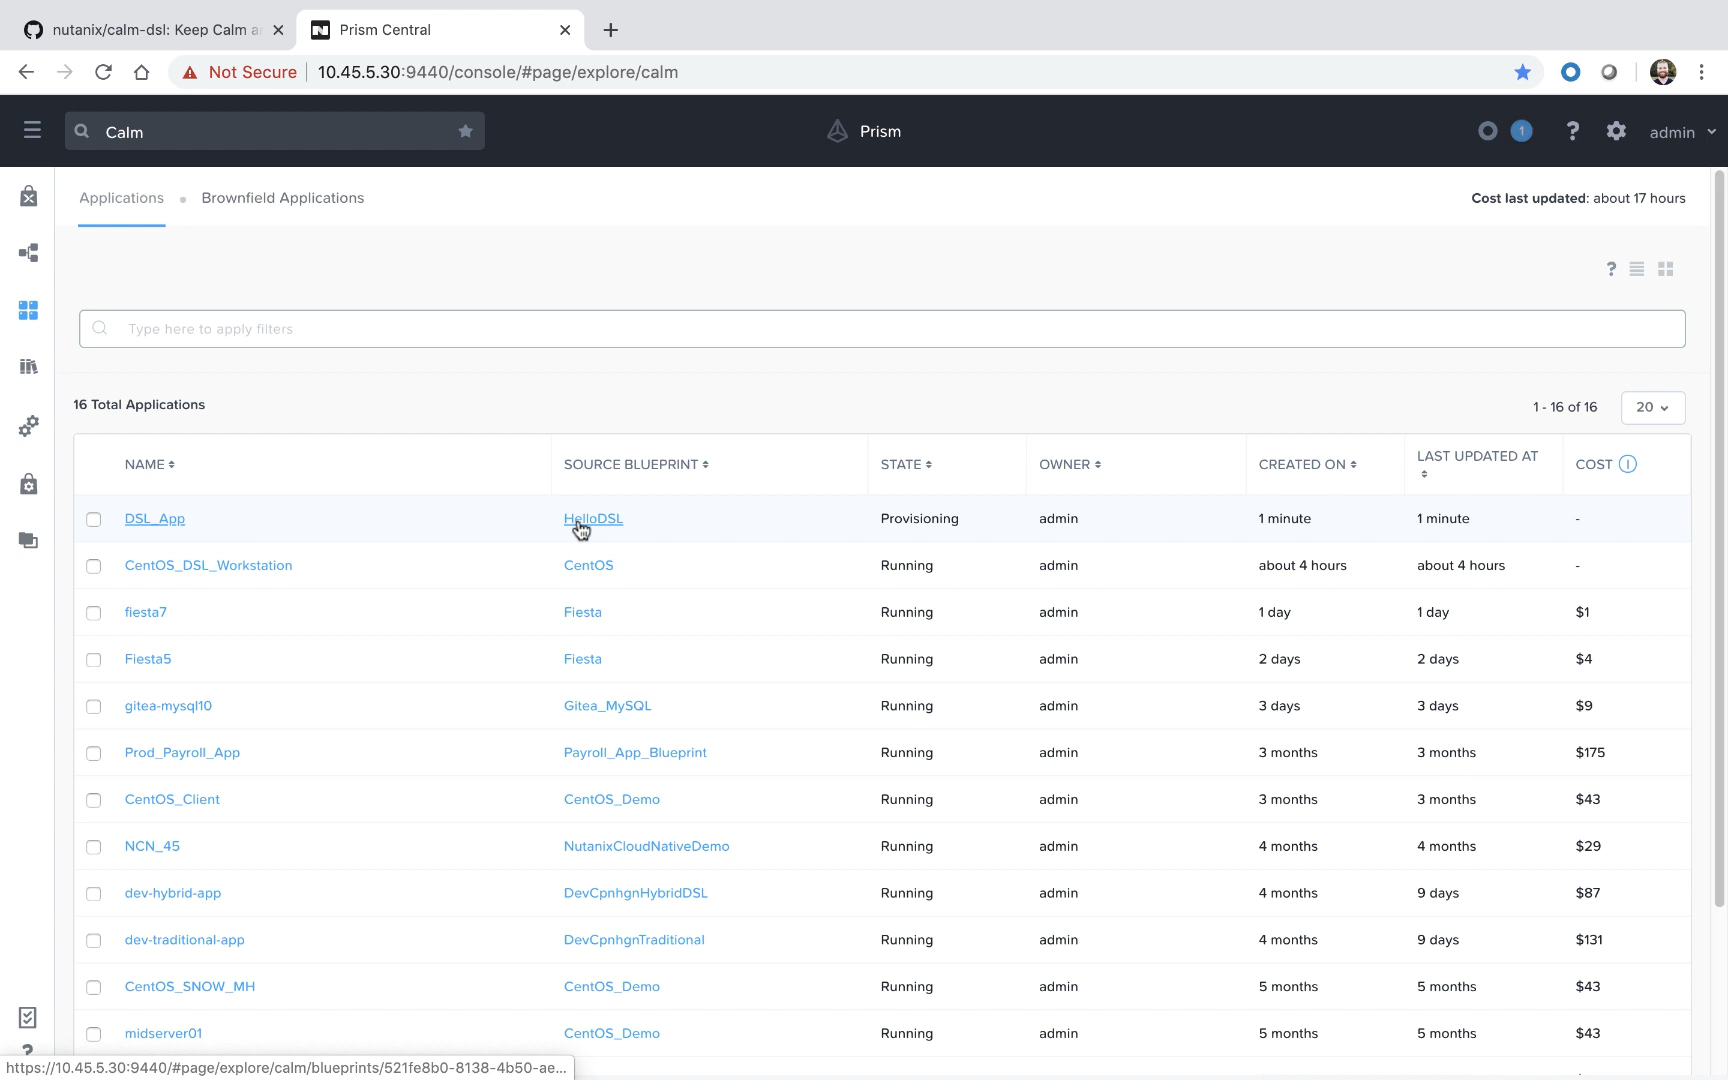 nutanix/calm-dsl: Keep Calm a
Prism Central
Not Secure
10.45.5.30:9440/console/#page/explore/calm
Calm
Prism
1
?
admin
Applications
Brownfield Applications
Cost last updated: about 17 hours
?
Type here to apply filters
16 Total Applications
1 - 16 of 16
20
NAME SOURCE BLUEPRINT STATE OWNER CREATED ON LAST UPDATED AT COST
DSL_App HelloDSL Provisioning admin 1 minute 1 minute -
CentOS_DSL_Workstation CentOS Running admin about 4 hours about 4 hours -
fiesta7 Fiesta Running admin 1 day 1 day $1
Fiesta5 Fiesta Running admin 2 days 2 days $4
gitea-mysql10 Gitea_MySQL Running admin 3 days 3 days $9
Prod_Payroll_App Payroll_App_Blueprint Running admin 3 months 3 months $175
CentOS_Client CentOS_Demo Running admin 3 months 3 months $43
NCN_45 NutanixCloudNativeDemo Running admin 4 months 4 months $29
dev-hybrid-app DevCpnhgnHybridDSL Running admin 4 months 9 days $87
dev-traditional-app DevCpnhgnTraditional Running admin 4 months 9 days $131
CentOS_SNOW_MH CentOS_Demo Running admin 5 months 5 months $43
midserver01 CentOS_Demo Running admin 5 months 5 months $43
?
https://10.45.5.30:9440/#page/explore/calm/blueprints/521fe8b0-8138-4b50-ae...